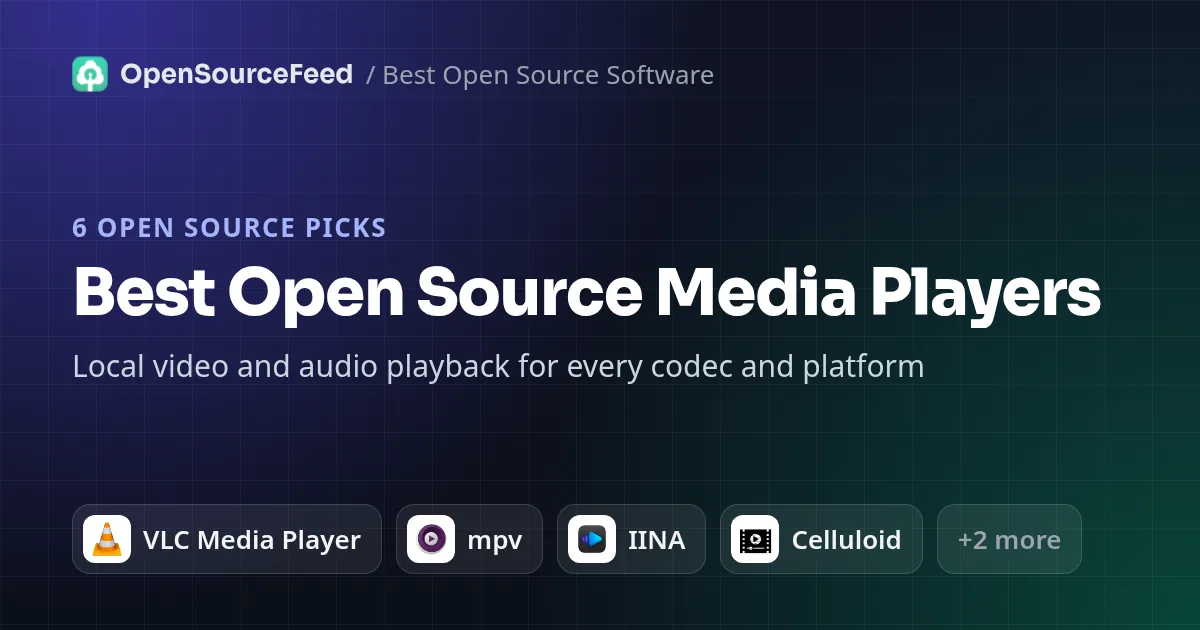 OpenSourceFeed / Best Open Source Software
6 OPEN SOURCE PICKS
Best Open Source Media Players
Local video and audio playback for every codec and platform
VLC Media Player mpv IINA Celluloid +2 more